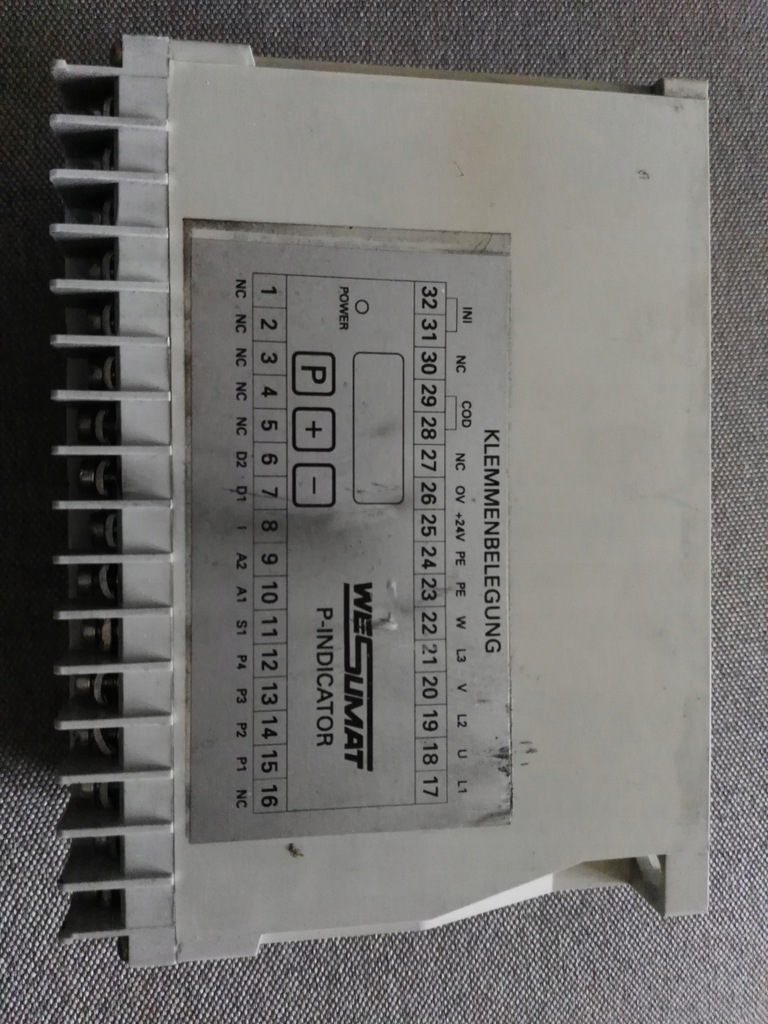 KLEMMENBELEGUNG
INI NC COD NC OV +24V PE PE W L3 V L2 U L1
32 31 30 29 28 27 26 25 24 23 22 21 20 19 18 17
POWER
P + −
WESUMAT
P-INDICATOR
1 2 3 4 5 6 7 8 9 10 11 12 13 14 15 16
NC NC NC NC NC D2 D1 I A2 A1 S1 P4 P3 P2 P1 NC